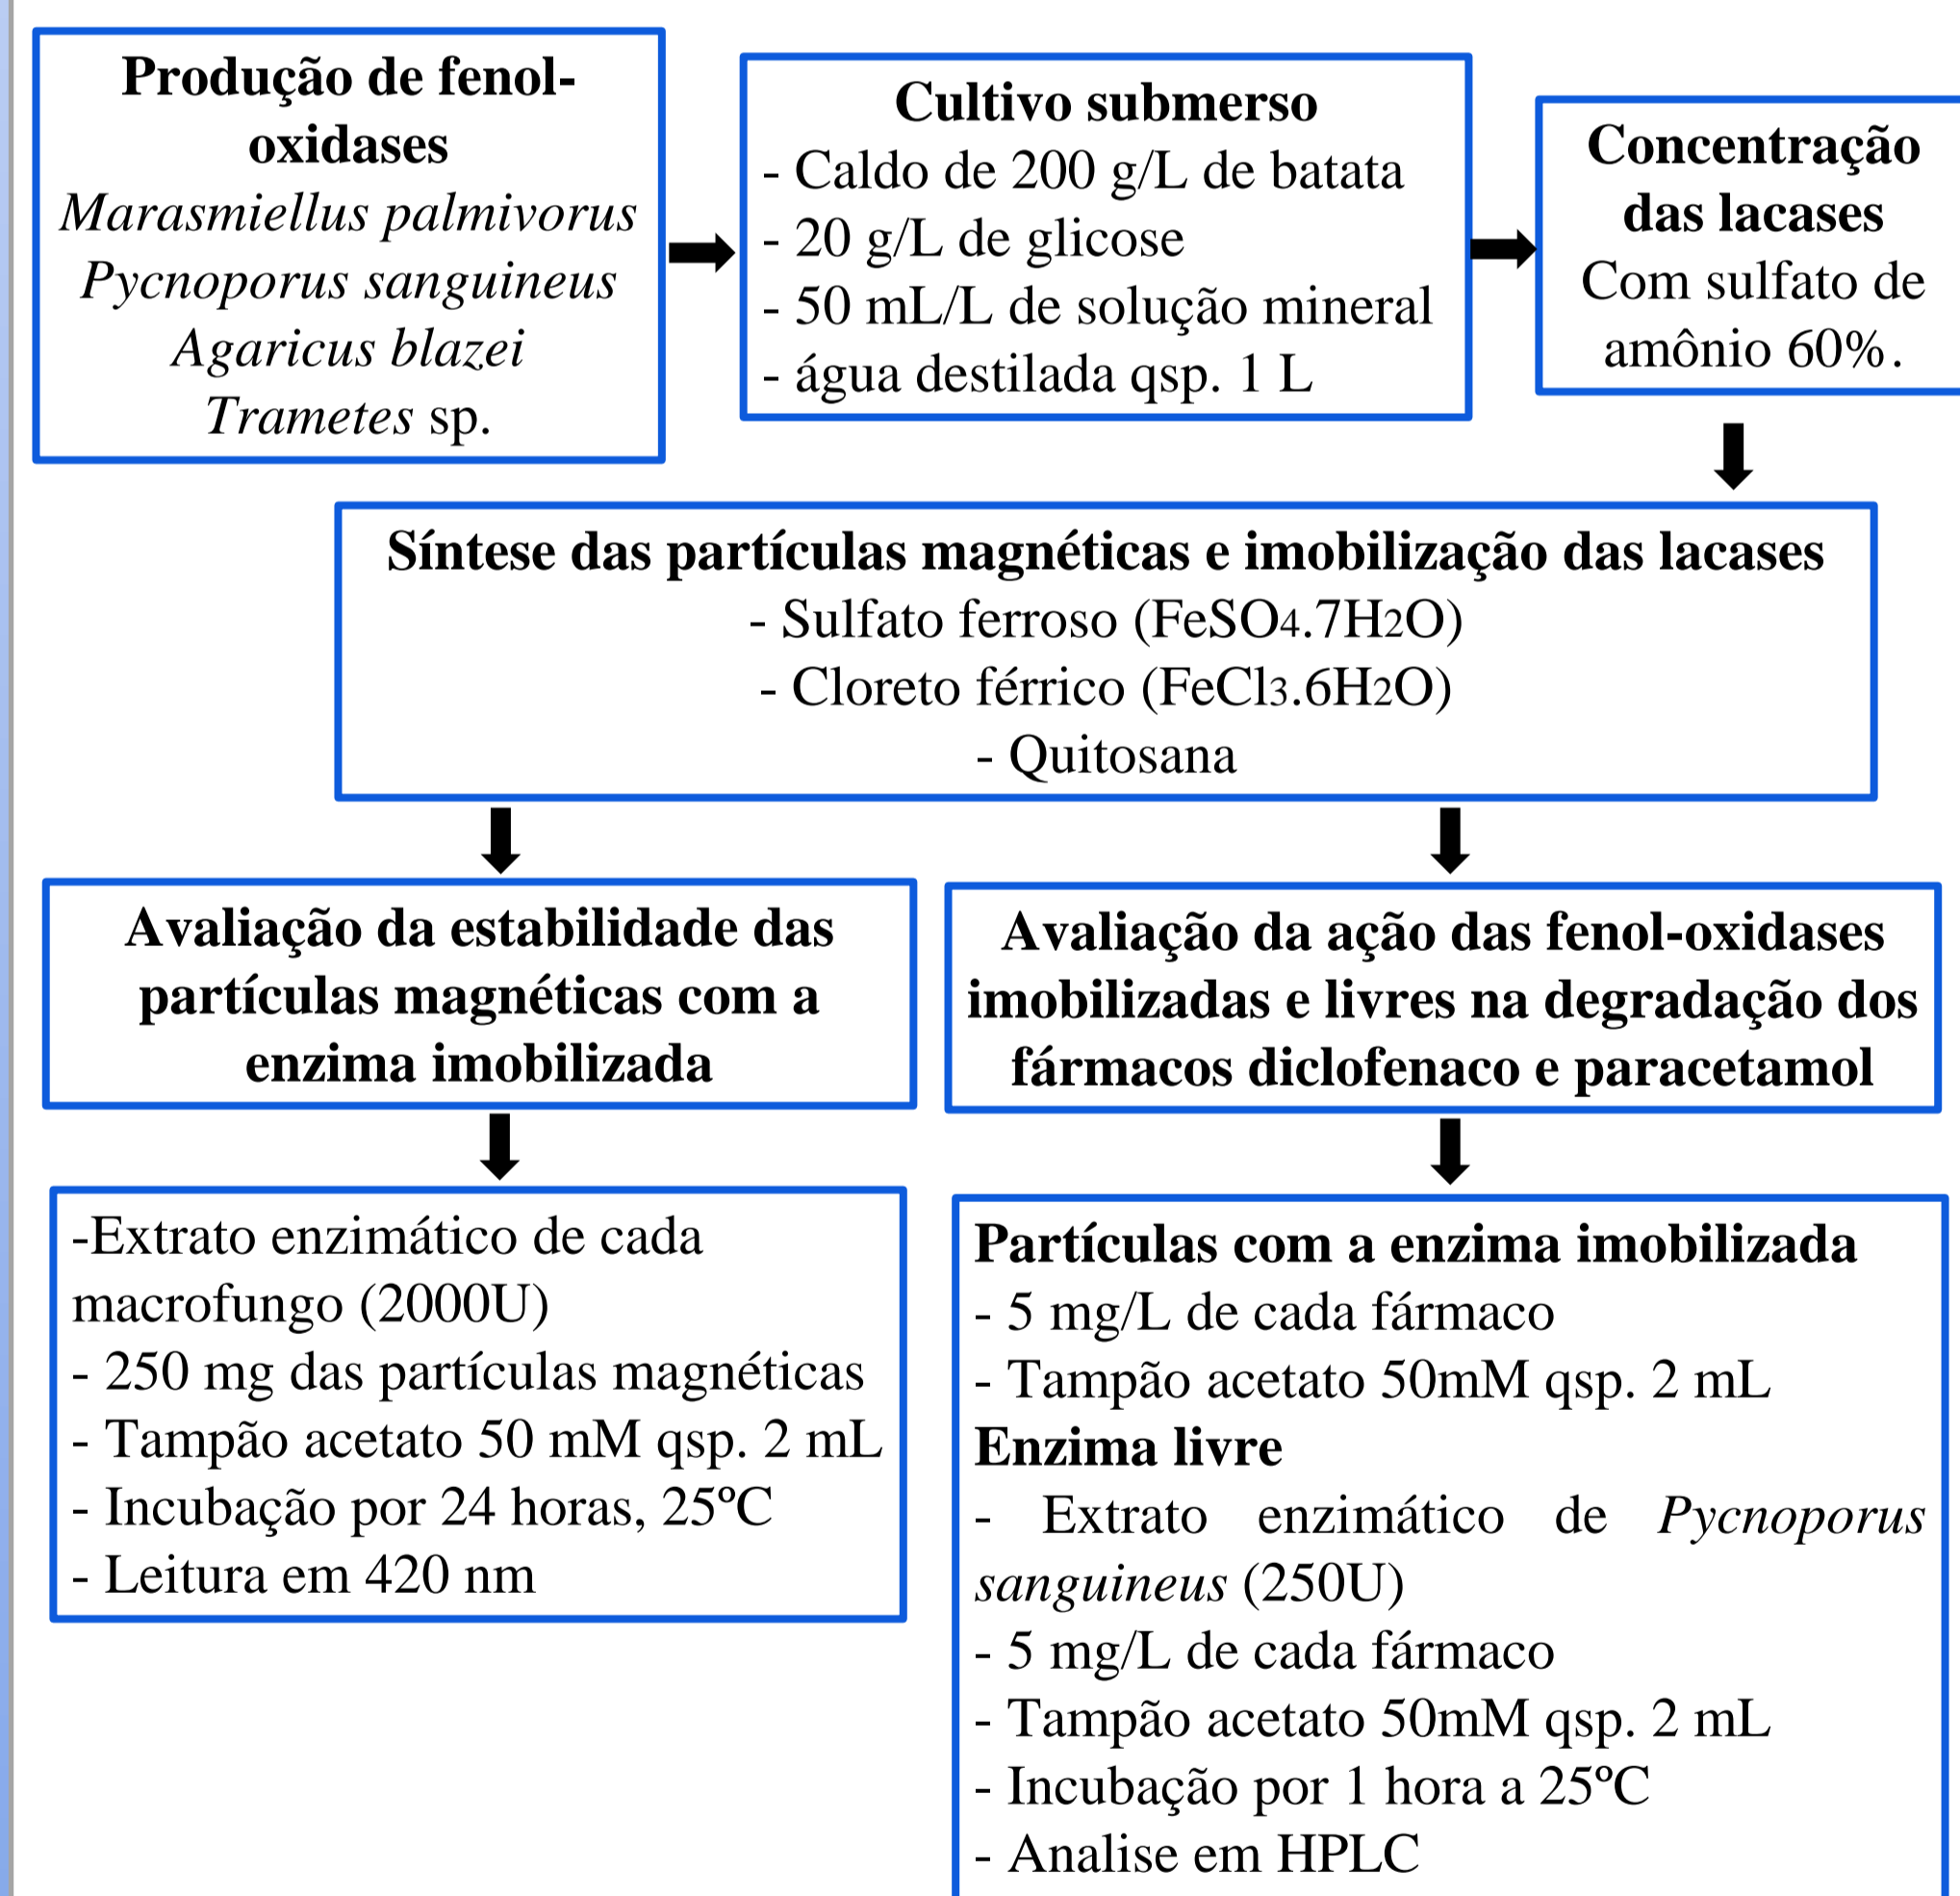 Produção de fenol-
oxidases
Marasmiellus palmivorus
Pycnoporus sanguineus
Agaricus blazei
Trametes sp.
Cultivo submerso
- Caldo de 200 g/L de batata
- 20 g/L de glicose
- 50 mL/L de solução mineral
- água destilada qsp. 1 L
Concentração
das lacases
Com sulfato de
amônio 60%.
Síntese das partículas magnéticas e imobilização das lacases
- Sulfato ferroso (FeSO4.7H2O)
- Cloreto férrico (FeCl3.6H2O)
- Quitosana
Avaliação da estabilidade das
partículas magnéticas com a
enzima imobilizada
Avaliação da ação das fenol-oxidases
imobilizadas e livres na degradação dos
fármacos diclofenaco e paracetamol
-Extrato enzimático de cada
macrofungo (2000U)
- 250 mg das partículas magnéticas
- Tampão acetato 50 mM qsp. 2 mL
- Incubação por 24 horas, 25ºC
- Leitura em 420 nm
Partículas com a enzima imobilizada
- 5 mg/L de cada fármaco
- Tampão acetato 50mM qsp. 2 mL
Enzima livre
- Extrato enzimático de Pycnoporus
sanguineus (250U)
- 5 mg/L de cada fármaco
- Tampão acetato 50mM qsp. 2 mL
- Incubação por 1 hora a 25ºC
- Analise em HPLC